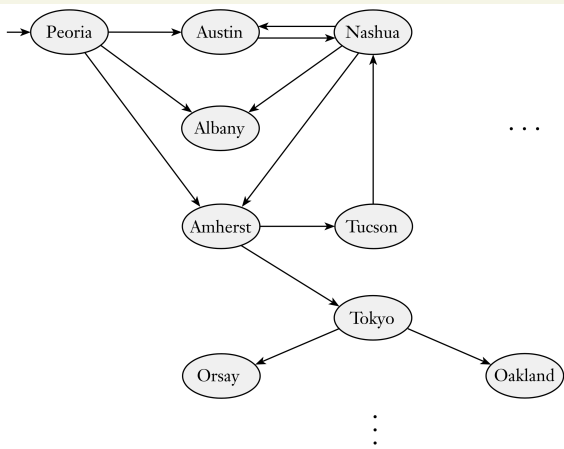 Peoria
Austin
Nashua
Albany
. . .
Amherst
Tucson
Tokyo
Orsay
Oakland